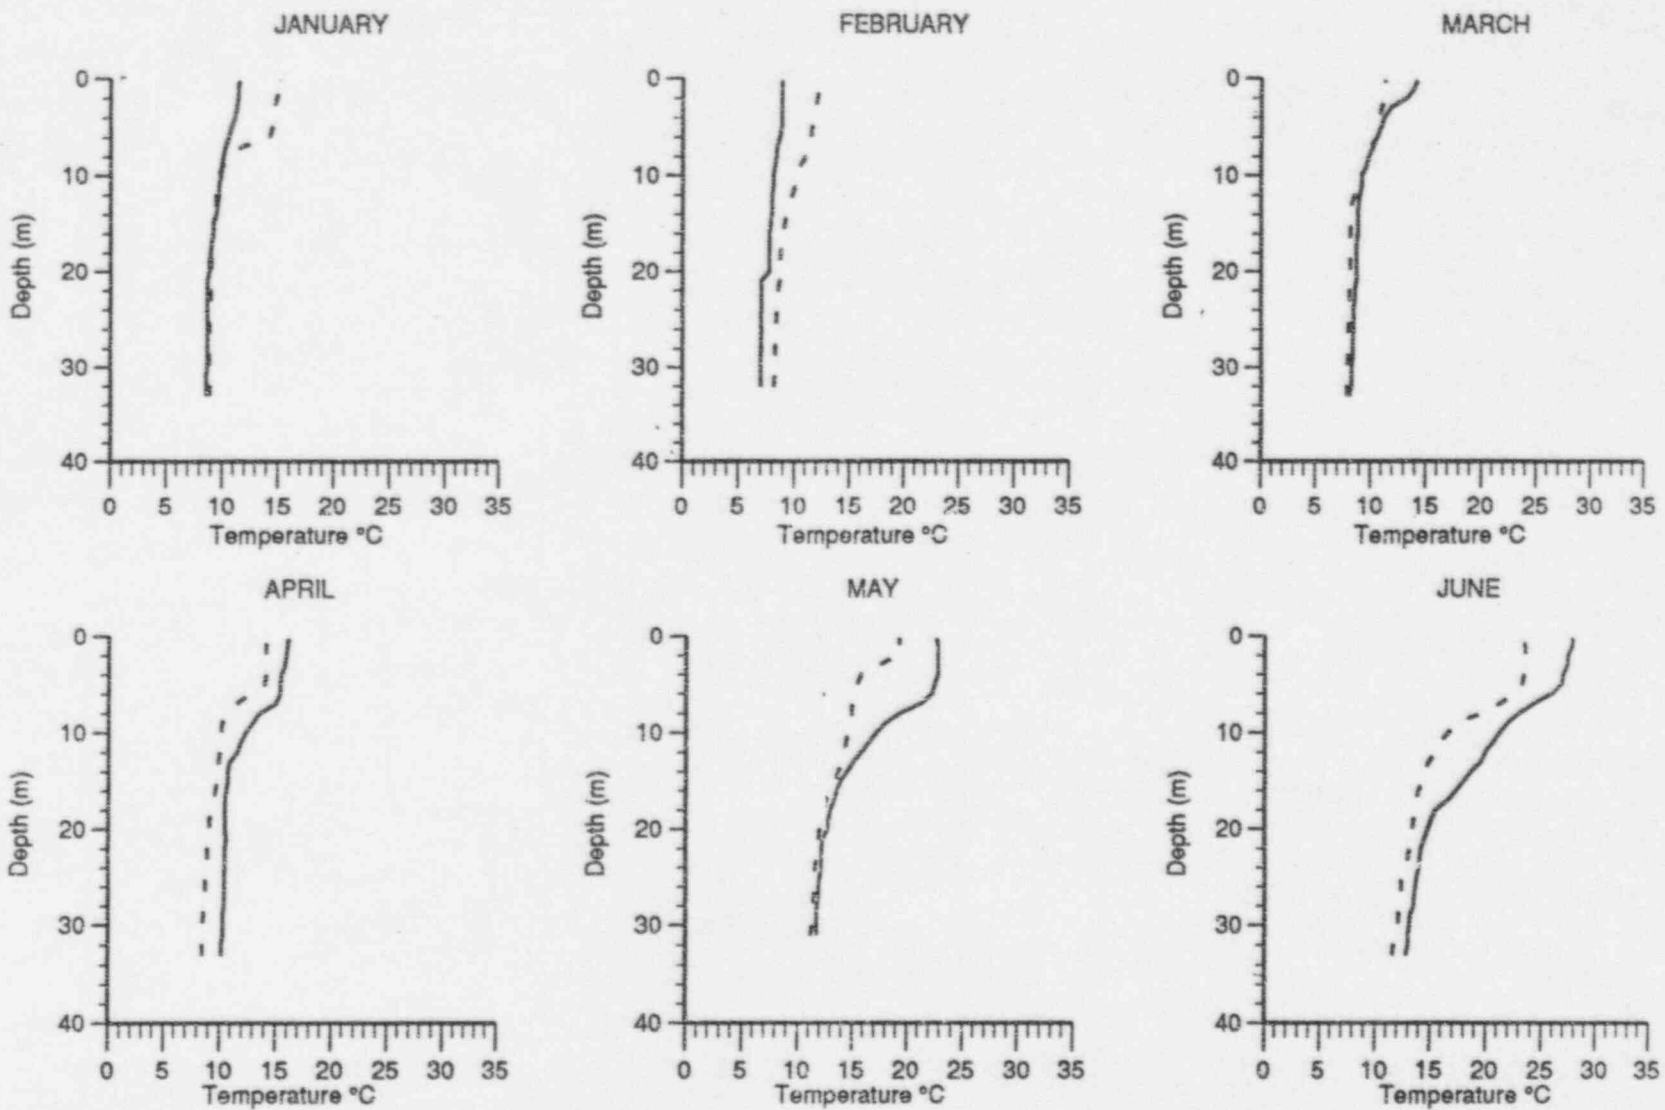 JANUARY FEBRUARY MARCH
0 0 0
10 10 10
20 20 20
30 30 30
40 40 40
Depth (m) Depth (m) Depth (m)
0 5 10 15 20 25 30 35 0 5 10 15 20 25 30 35 0 5 10 15 20 25 30 35
Temperature °C Temperature °C Temperature °C
APRIL MAY JUNE
0 0 0
10 10 10
20 20 20
30 30 30
40 40 40
Depth (m) Depth (m) Depth (m)
0 5 10 15 20 25 30 35 0 5 10 15 20 25 30 35 0 5 10 15 20 25 30 35
Temperature °C Temperature °C Temperature °C